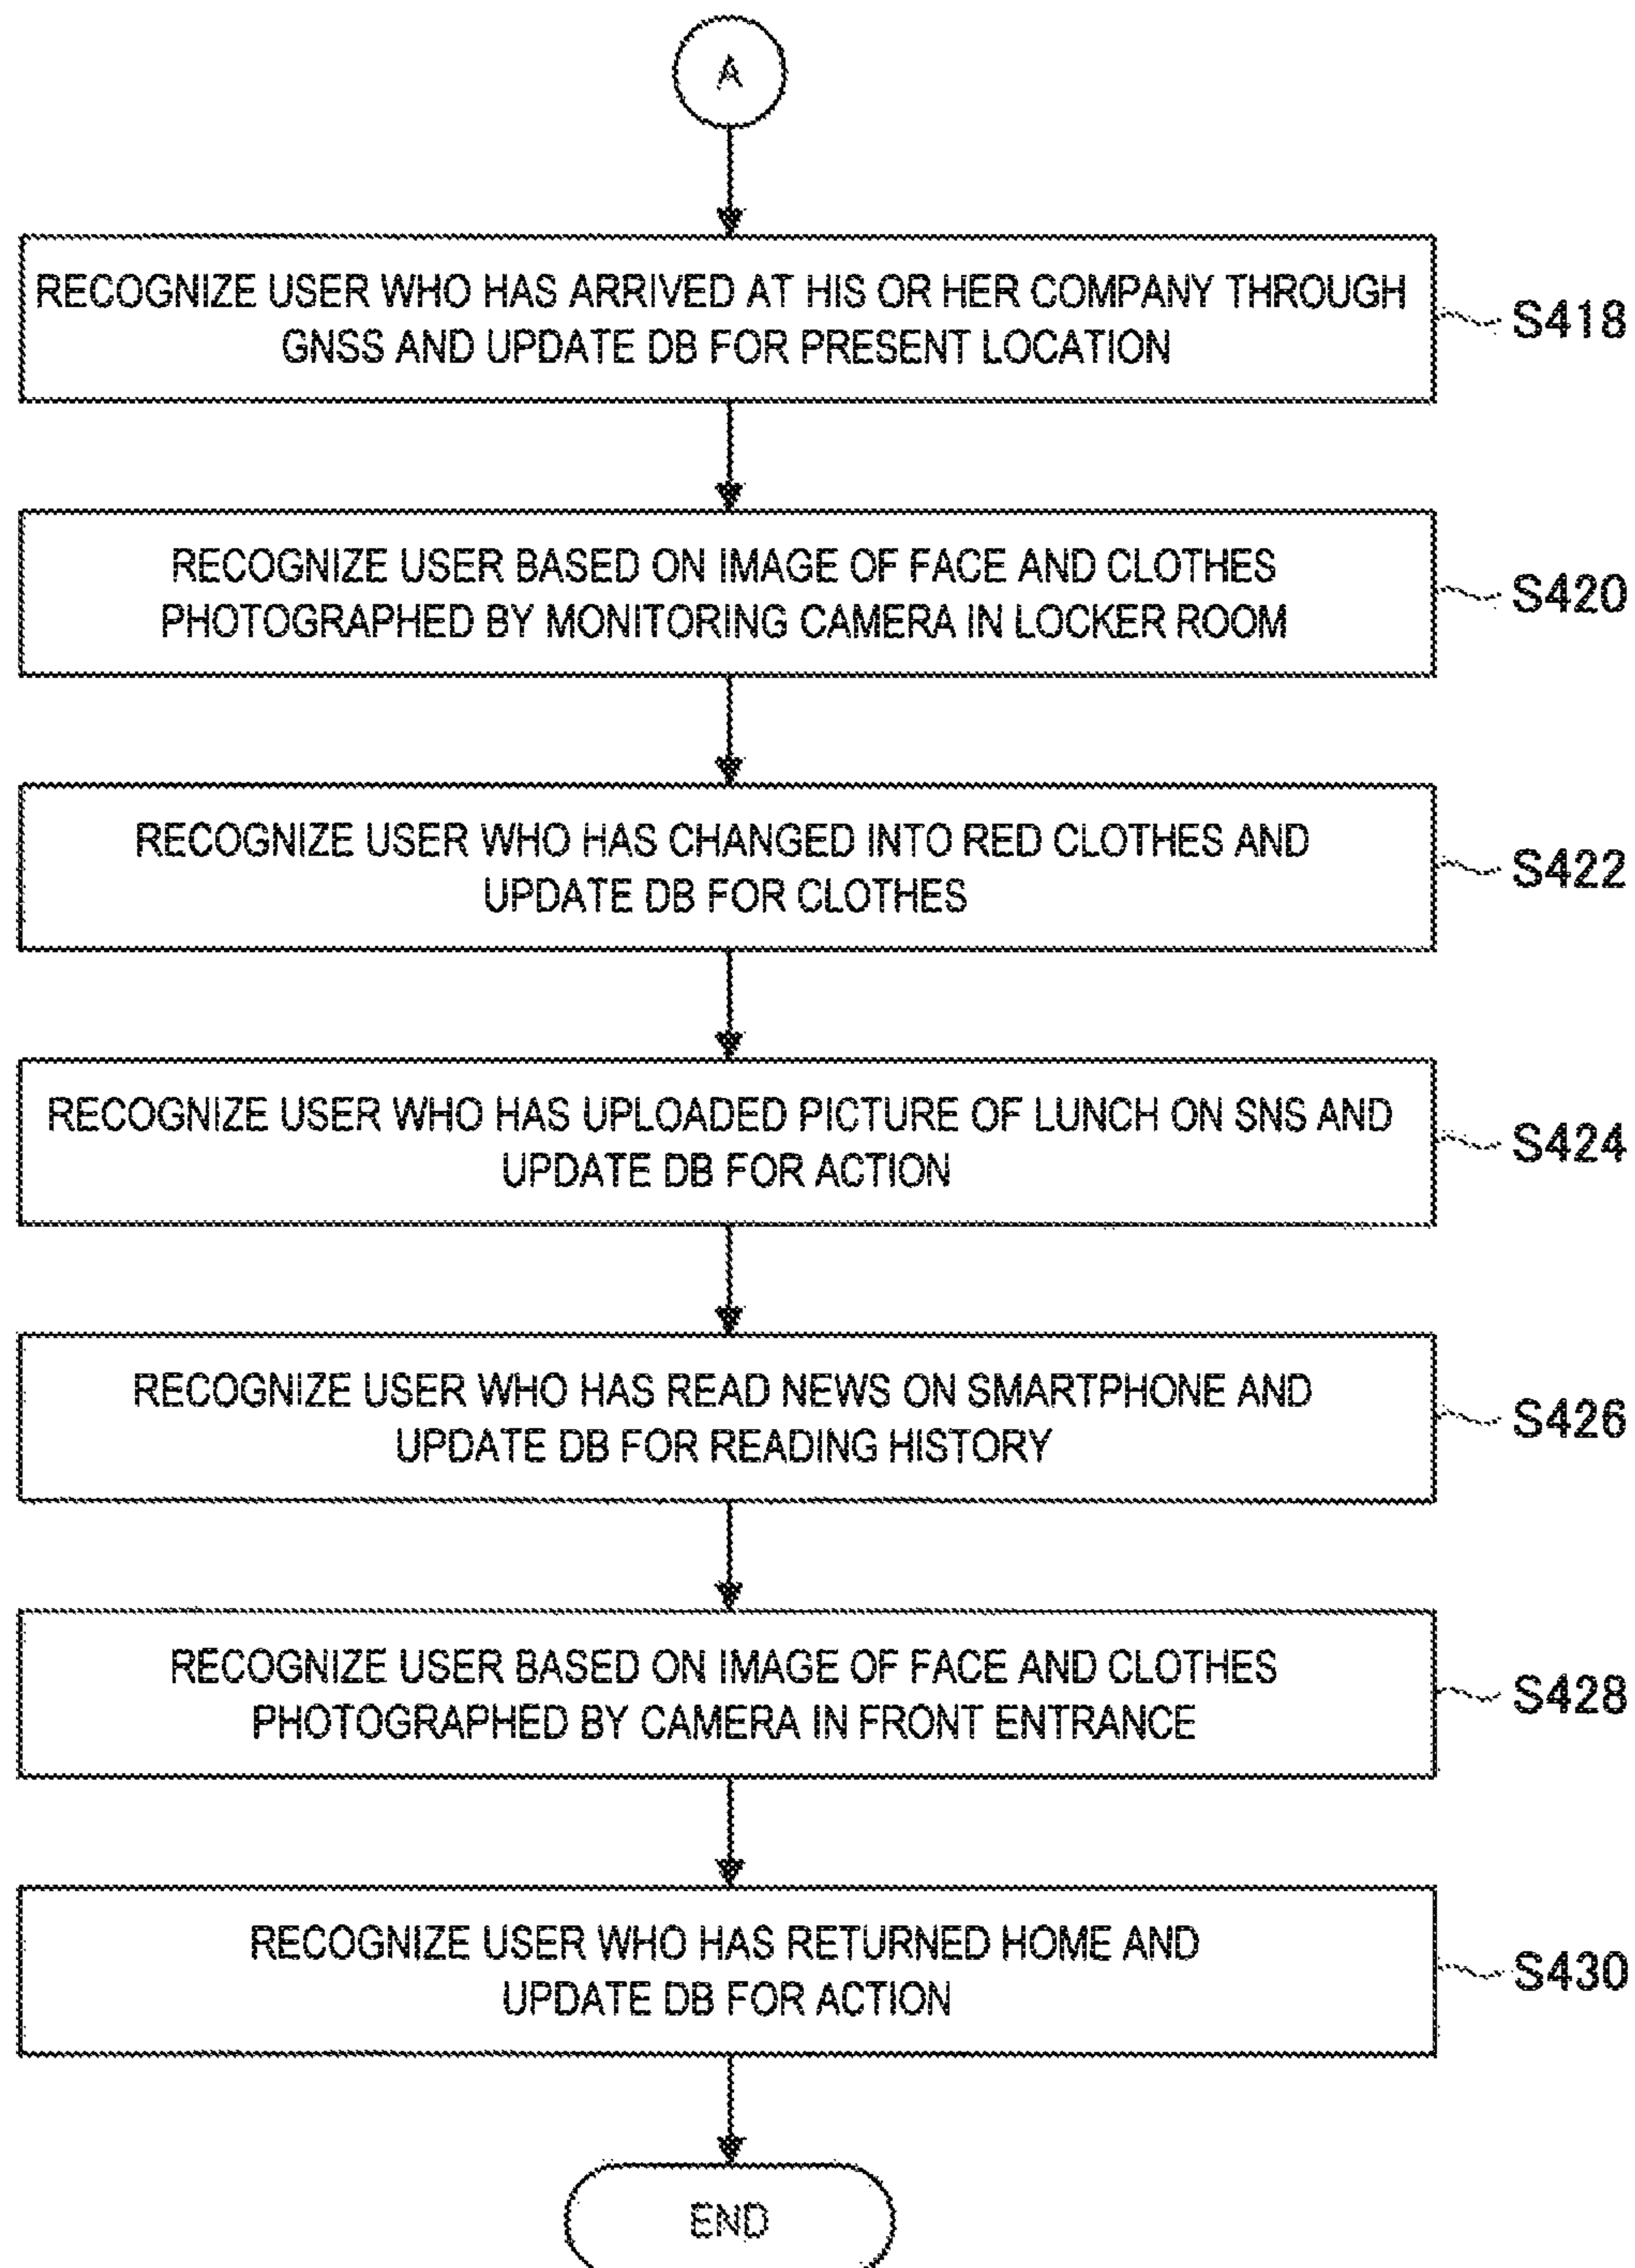 A
RECOGNIZE USER WHO HAS ARRIVED AT HIS OR HER COMPANY THROUGH
GNSS AND UPDATE DB FOR PRESENT LOCATION
S418
RECOGNIZE USER BASED ON IMAGE OF FACE AND CLOTHES
PHOTOGRAPHED BY MONITORING CAMERA IN LOCKER ROOM
S420
RECOGNIZE USER WHO HAS CHANGED INTO RED CLOTHES AND
UPDATE DB FOR CLOTHES
S422
RECOGNIZE USER WHO HAS UPLOADED PICTURE OF LUNCH ON SNS AND
UPDATE DB FOR ACTION
S424
RECOGNIZE USER WHO HAS READ NEWS ON SMARTPHONE AND
UPDATE DB FOR READING HISTORY
S426
RECOGNIZE USER BASED ON IMAGE OF FACE AND CLOTHES
PHOTOGRAPHED BY CAMERA IN FRONT ENTRANCE
S428
RECOGNIZE USER WHO HAS RETURNED HOME AND
UPDATE DB FOR ACTION
S430
END